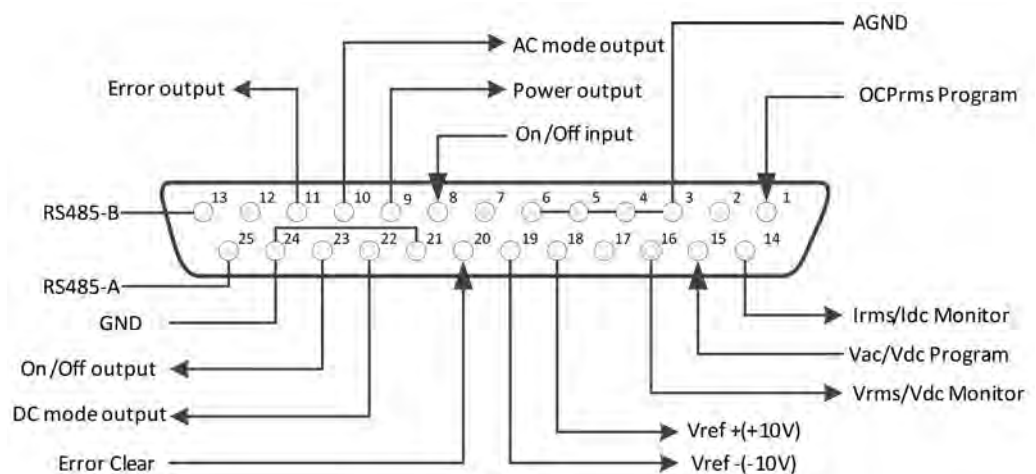 AGND
AC mode output
Error output
Power output
OCPrms Program
On/Off input
13 12 11 10 9 8 7 6 5 4 3 2 1
RS485-B
25 24 23 22 21 20 19 18 17 16 15 14
RS485-A
GND
Irms/Idc Monitor
On/Off output
Vac/Vdc Program
DC mode output
Vrms/Vdc Monitor
Vref +(+10V)
Error Clear
Vref -(-10V)